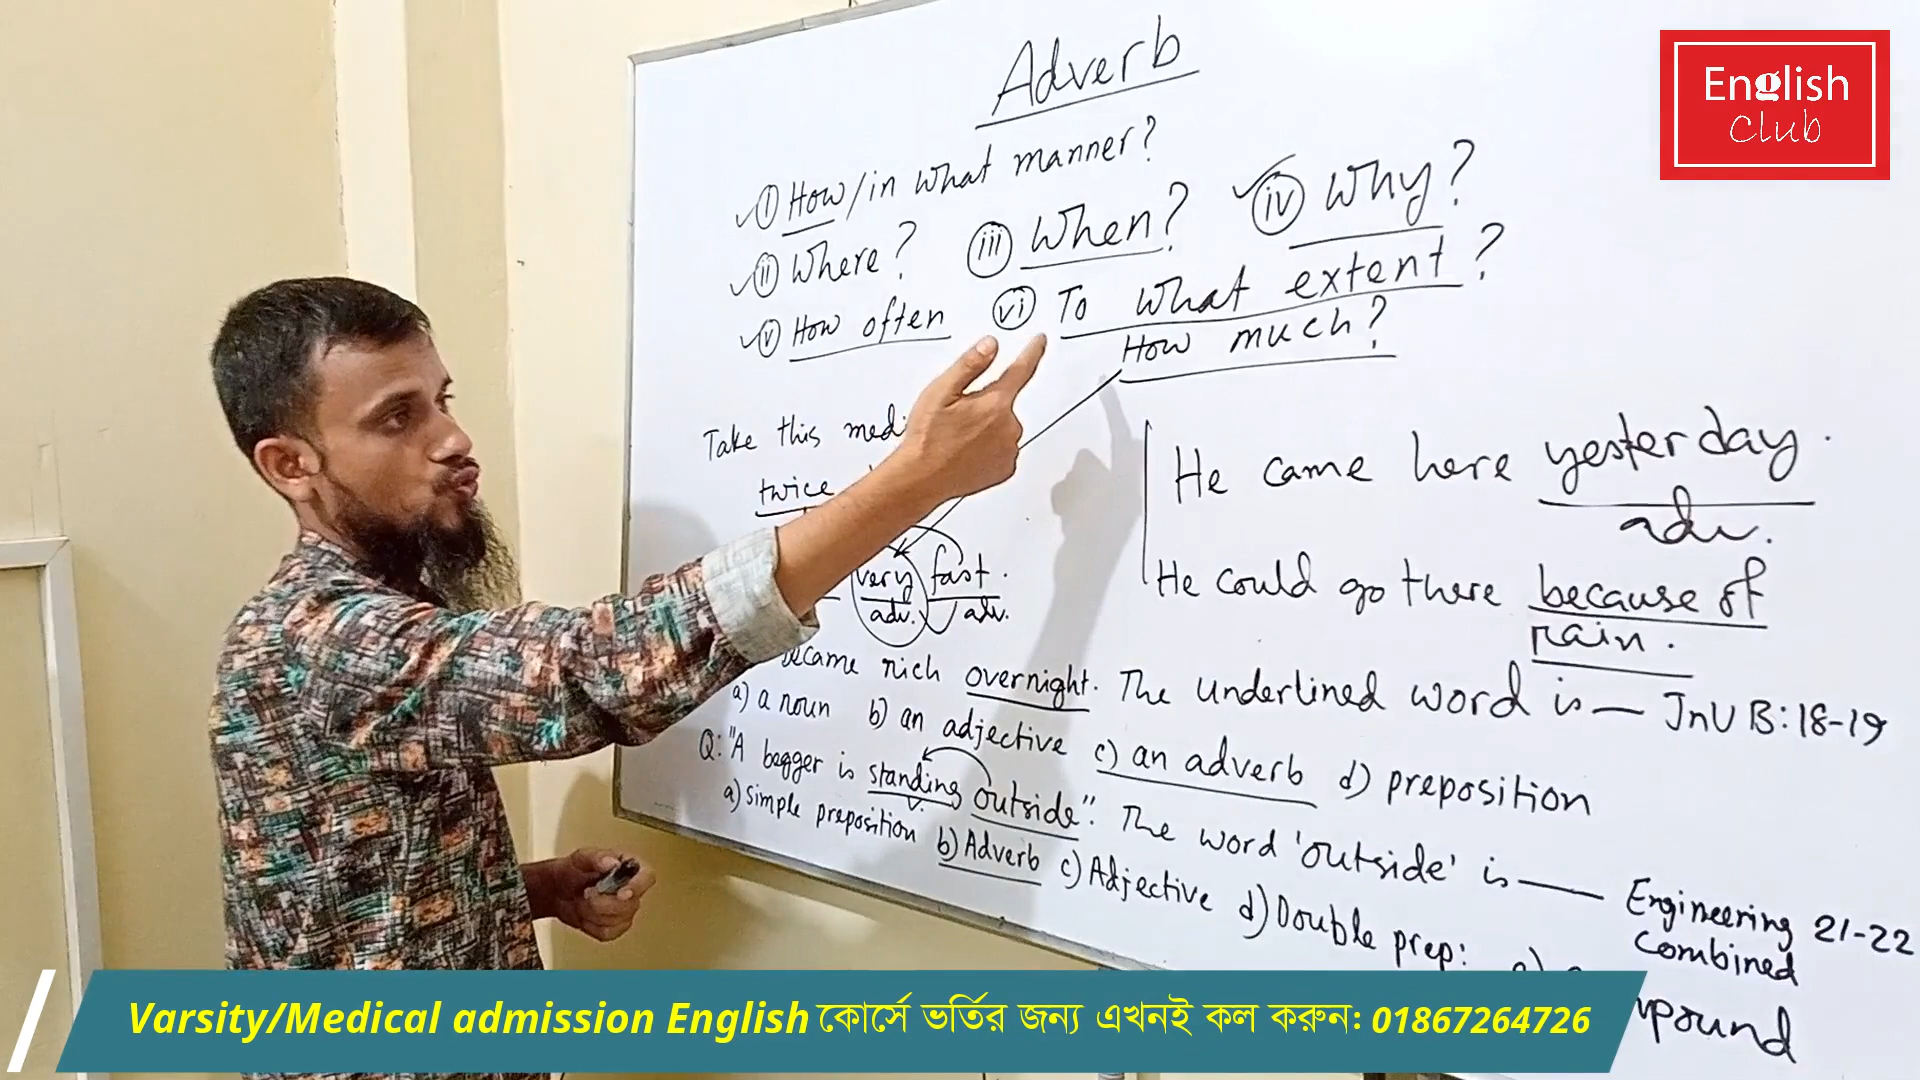 Adverb
English
Club
i How/in what manner?
ii Where? iii When? iv Why?
v How often vi To what extent?
How much?
Take this medi
twice
He came here yesterday.
adv.
very fast.
adv. adv.
He could go there because of
rain.
became rich overnight. The underlined word is — JnU B: 18-19
a) a noun b) an adjective c) an adverb d) preposition
Q: "A begger is standing outside". The word 'outside' is — Engineering 21-22
v. Combined
a) simple preposition b) Adverb c) Adjective d) Double prep:
Varsity/Medical admission English কোর্সে ভর্তির জন্য এখনই কল করুন: 01867264726